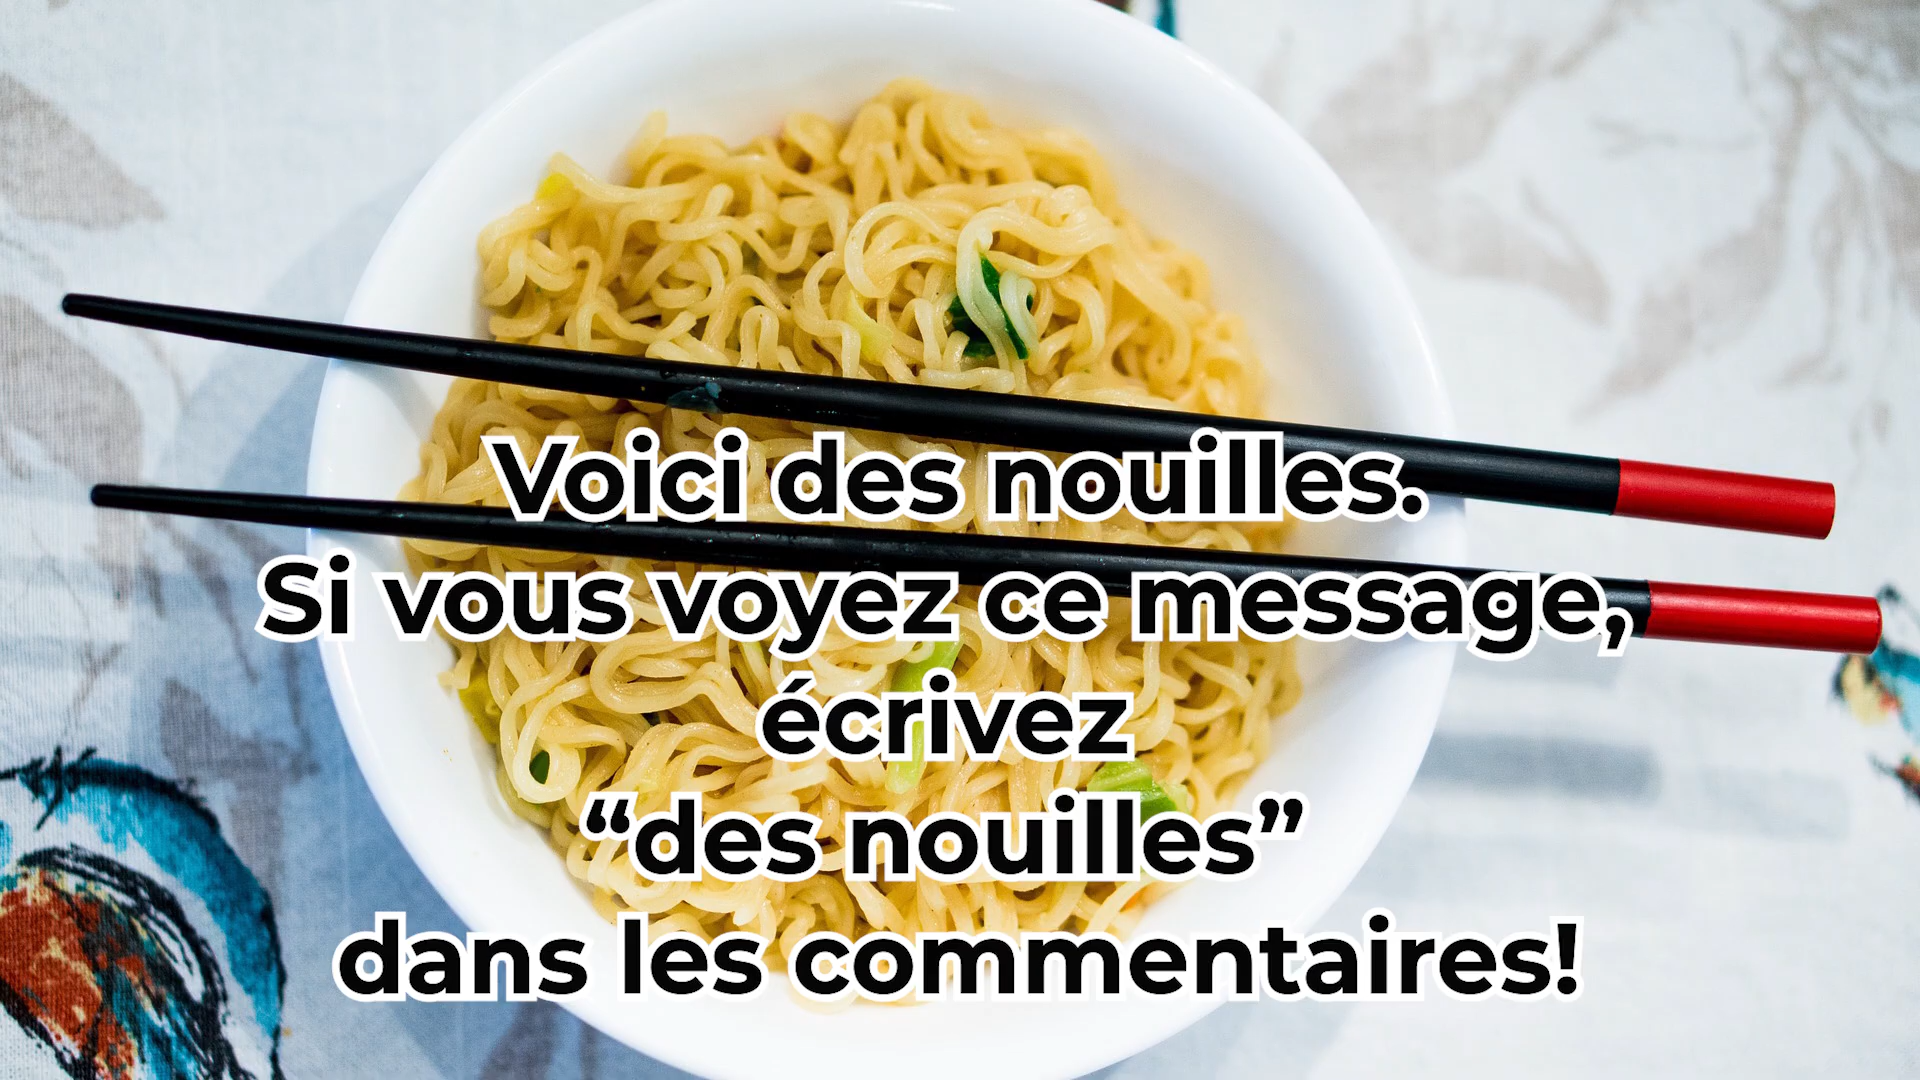 Voici des nouilles.
Si vous voyez ce message,
écrivez
“des nouilles”
dans les commentaires!